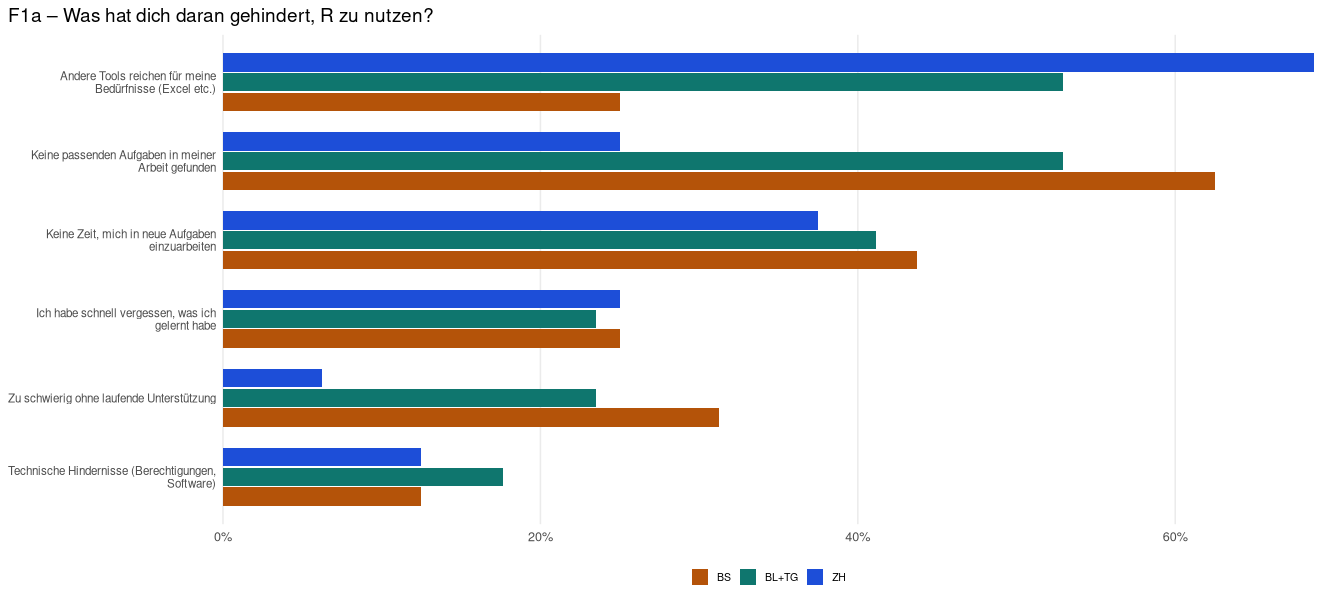 F1a – Was hat dich daran gehindert, R zu nutzen?
Andere Tools reichen für meine
Bedürfnisse (Excel etc.)
Keine passenden Aufgaben in meiner
Arbeit gefunden
Keine Zeit, mich in neue Aufgaben
einzuarbeiten
Ich habe schnell vergessen, was ich
gelernt habe
Zu schwierig ohne laufende Unterstützung
Technische Hindernisse (Berechtigungen,
Software)
0% 20% 40% 60%
BS BL+TG ZH